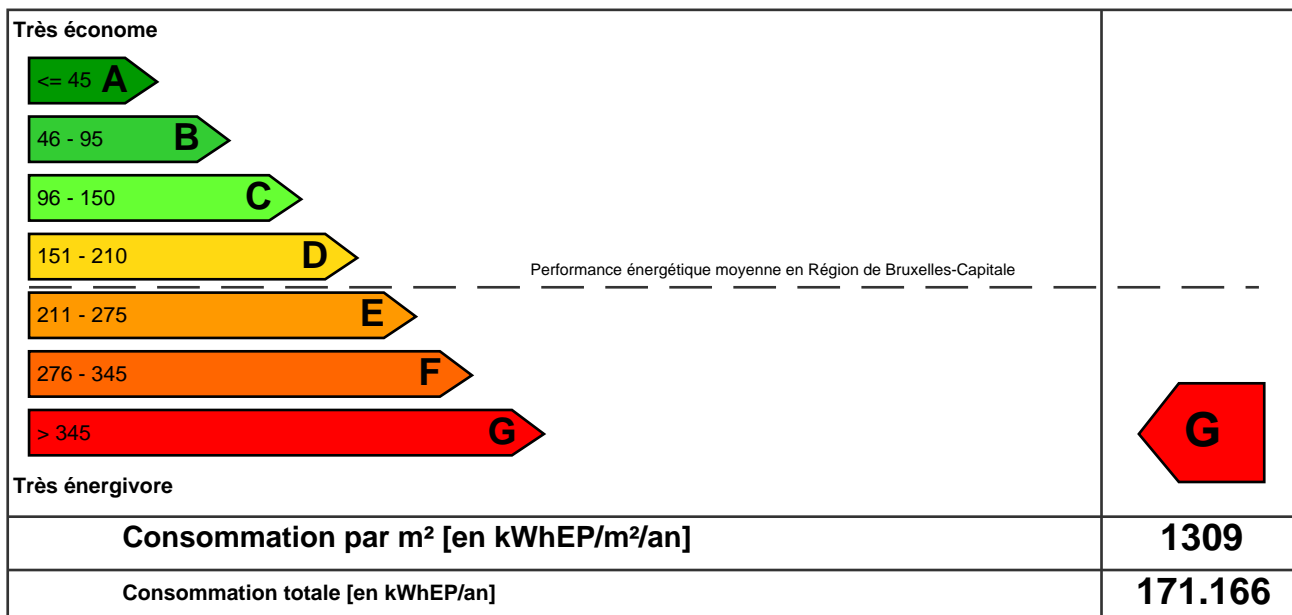 Très économe
<= 45 A
46 - 95 B
96 - 150 C
151 - 210 D
Performance énergétique moyenne en Région de Bruxelles-Capitale
211 - 275 E
276 - 345 F
> 345 G
G
Très énergivore
Consommation par m² [en kWhEP/m²/an] 1309
Consommation totale [en kWhEP/an] 171.166